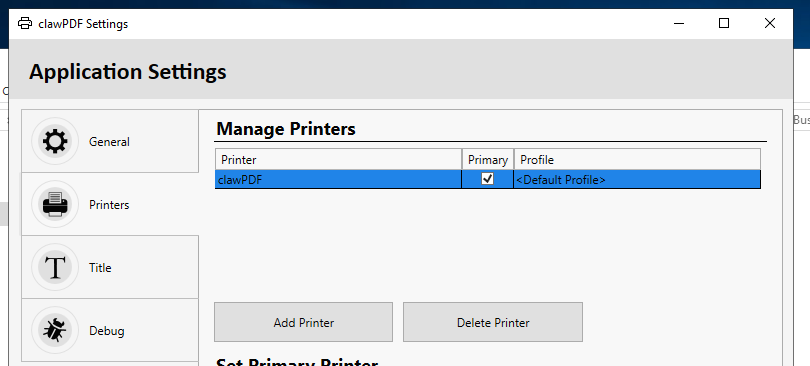 clawPDF Settings
Application Settings
General
Printers
Title
Debug
Manage Printers
Printer Primary Profile
clawPDF <Default Profile>
Add Printer Delete Printer
Set Primary Printer